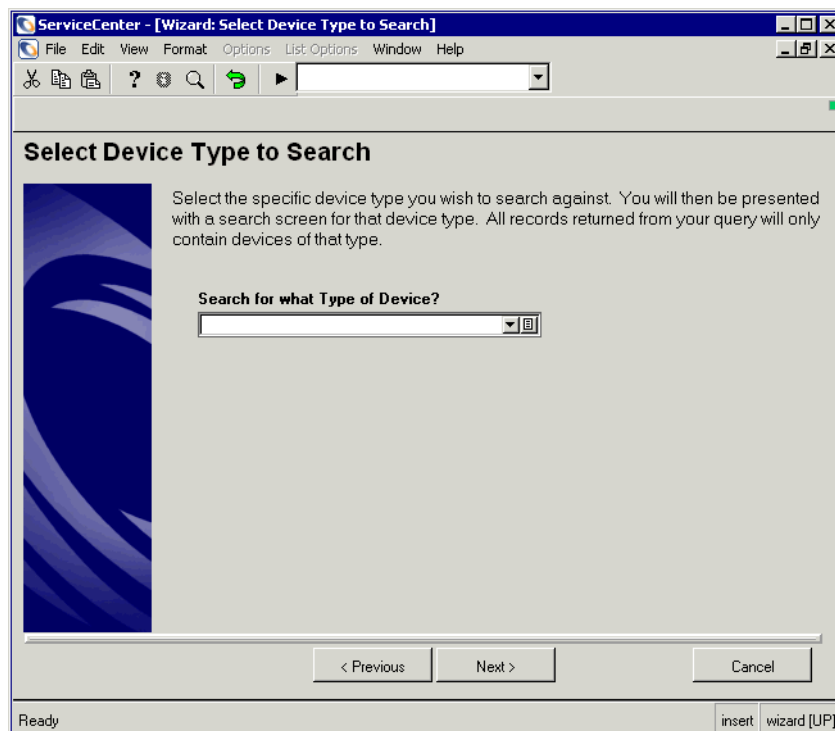 ServiceCenter - [Wizard: Select Device Type to Search]
File Edit View Format Options List Options Window Help
Select Device Type to Search
Select the specific device type you wish to search against. You will then be presented
with a search screen for that device type. All records returned from your query will only
contain devices of that type.
Search for what Type of Device?
< Previous Next > Cancel
Ready insert wizard [UP]